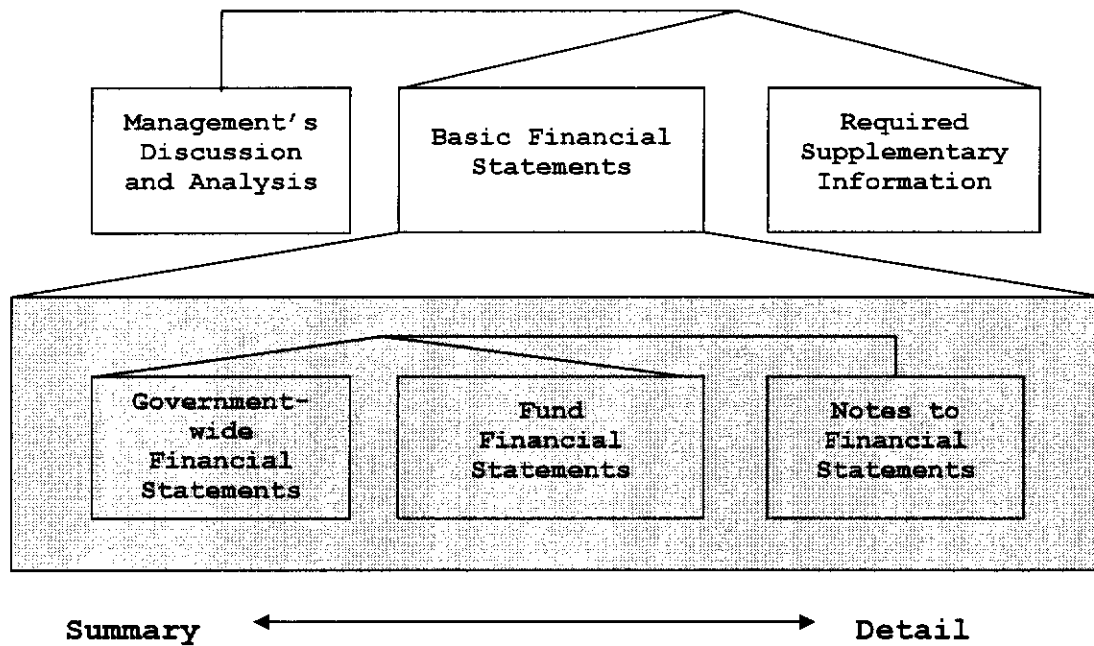 Management's
Discussion
and Analysis
Basic Financial
Statements
Required
Supplementary
Information
Government-
wide
Financial
Statements
Fund
Financial
Statements
Notes to
Financial
Statements
Summary
Detail